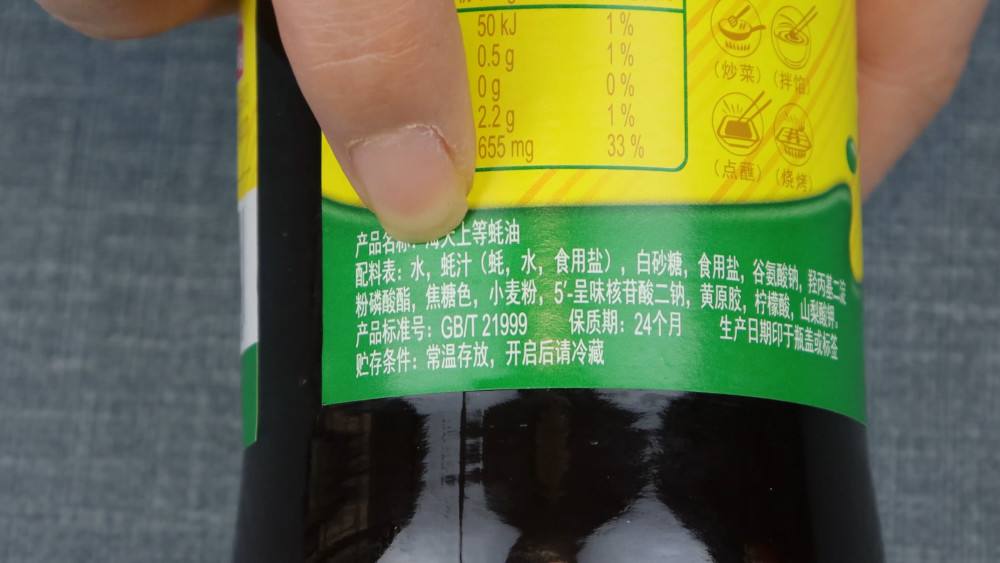 50 kJ 1 %
0.5 g 1 %
0 g 0 %
2.2 g 1 %
655 mg 33 %
（炒菜）（拌馅）
（点蘸）（烧烤）
产品名称：海天上等蚝油
配料表：水，蚝汁（蚝，水，食用盐），白砂糖，食用盐，谷氨酸钠，羟丙基二淀
粉磷酸酯，焦糖色，小麦粉，5′-呈味核苷酸二钠，黄原胶，柠檬酸，山梨酸钾。
产品标准号：GB/T 21999 保质期：24个月 生产日期印于瓶盖或标签
贮存条件：常温存放，开启后请冷藏